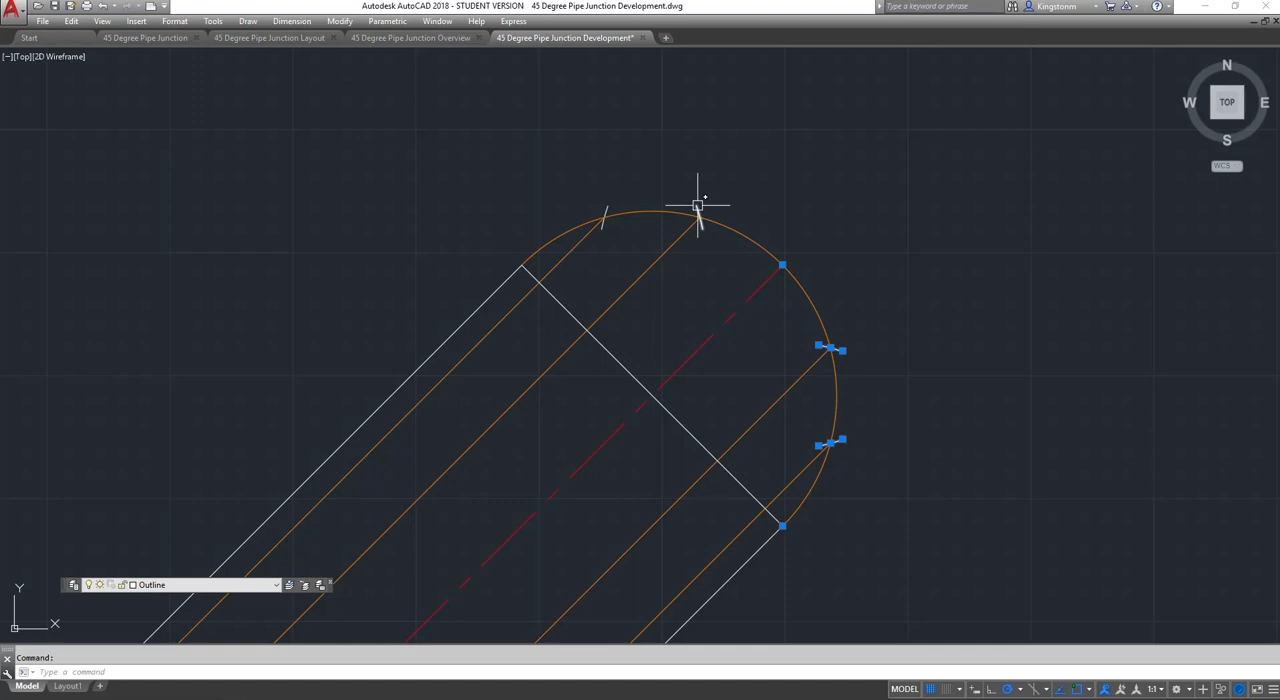 Autodesk AutoCAD 2018 - STUDENT VERSION    45 Degree Pipe Junction Development.dwg
Type a keyword or phrase
Kingstonm
File Edit View Insert Format Tools Draw Dimension Modify Parametric Window Help Express
Start 45 Degree Pipe Junction 45 Degree Pipe Junction Layout 45 Degree Pipe Junction Overview 45 Degree Pipe Junction Development*
[−][Top][2D Wireframe]
N
W TOP E
S
WCS
Outline
Y
X
Command:
Type a command
Model Layout1
MODEL 1:1